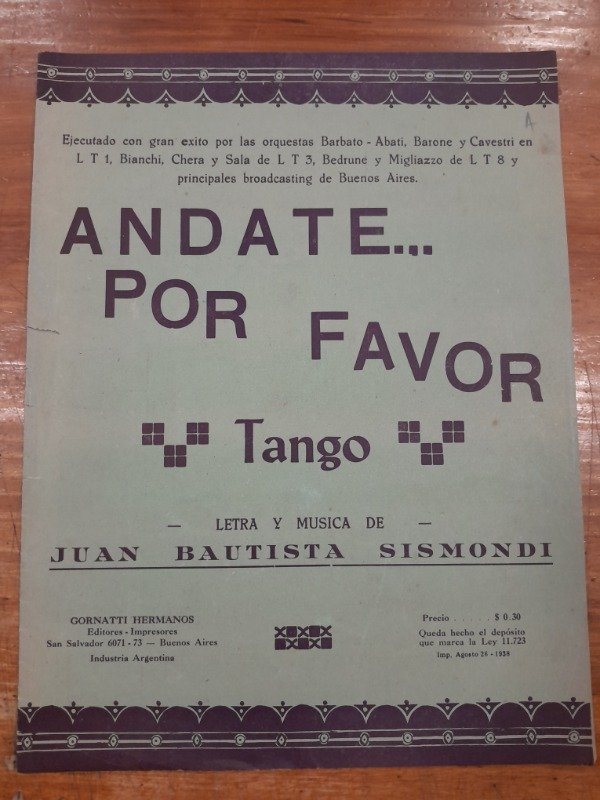 A
Ejecutado con gran exito por las orquestas Barbato - Abati, Barone y Cavestri en
L T 1, Bianchi, Chera y Sala de L T 3, Bedrune y Migliazzo de L T 8 y
principales broadcasting de Buenos Aires.
ANDATE...
POR FAVOR
Tango
— LETRA Y MUSICA DE —
JUAN BAUTISTA SISMONDI
GORNATTI HERMANOS
Editores - Impresores
San Salvador 6071 - 73 — Buenos Aires
Industria Argentina
Precio . . . . . . $ 0.30
Queda hecho el depósito
que marca la Ley 11.723
Imp. Agosto 26 - 1938